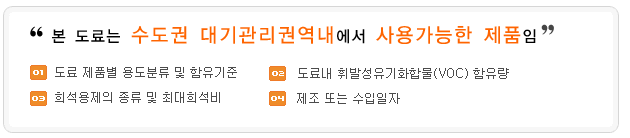 “ 본 도료는 수도권 대기관리권역내에서 사용가능한 제품임 ”
01 도료 제품별 용도분류 및 함유기준
02 도료내 휘발성유기화합물(VOC) 함유량
03 희석용제의 종류 및 최대희석비
04 제조 또는 수입일자